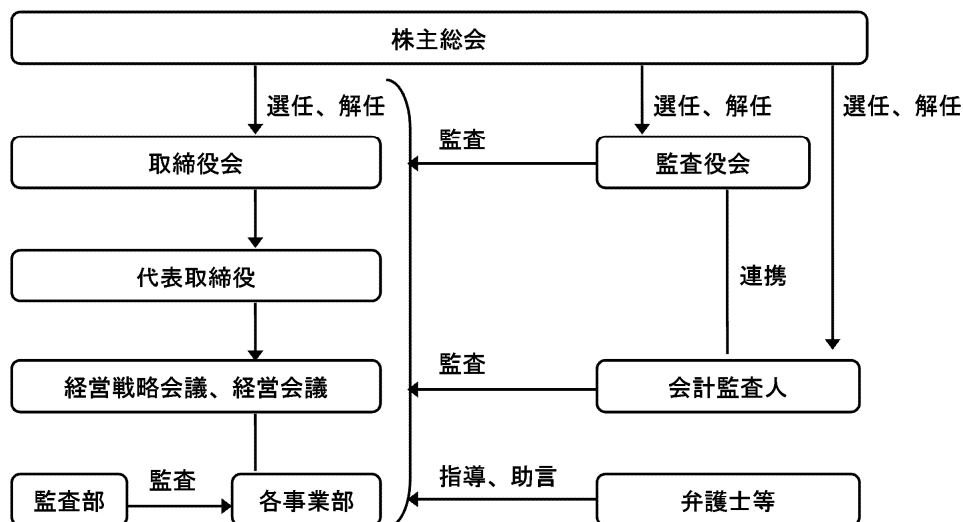 株主総会
選任、解任
選任、解任
選任、解任
取締役会
監査
監査役会
代表取締役
連携
経営戦略会議、経営会議
監査
会計監査人
監査部
監査
各事業部
指導、助言
弁護士等